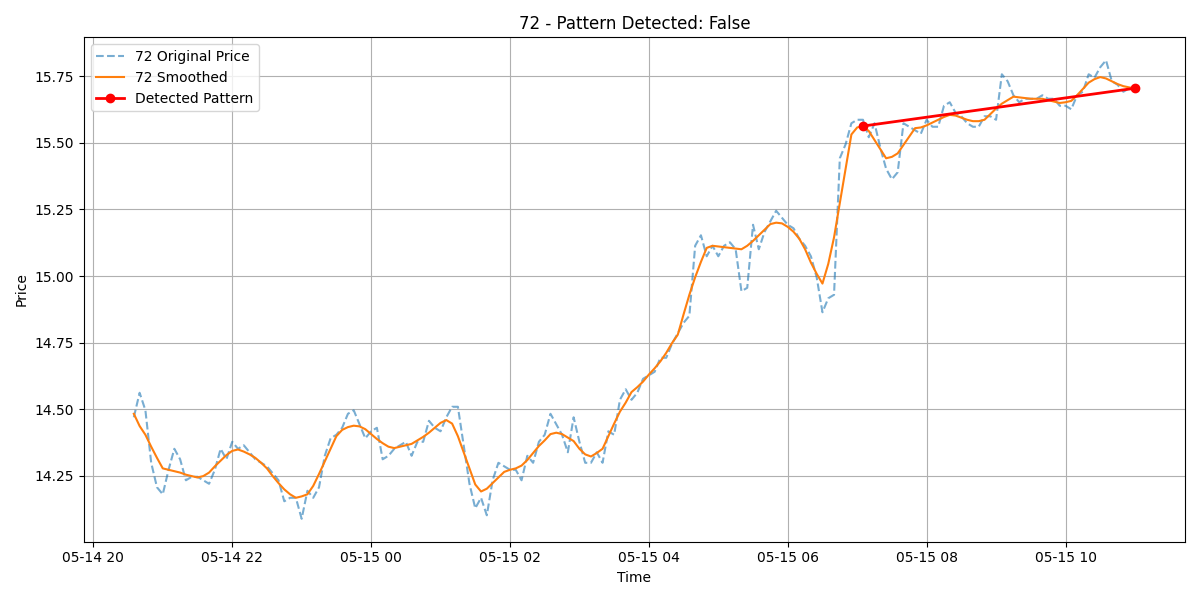 72 - Pattern Detected: False
72 Original Price
72 Smoothed
Detected Pattern
Price
15.75
15.50
15.25
15.00
14.75
14.50
14.25
05-14 20 05-14 22 05-15 00 05-15 02 05-15 04 05-15 06 05-15 08 05-15 10
Time